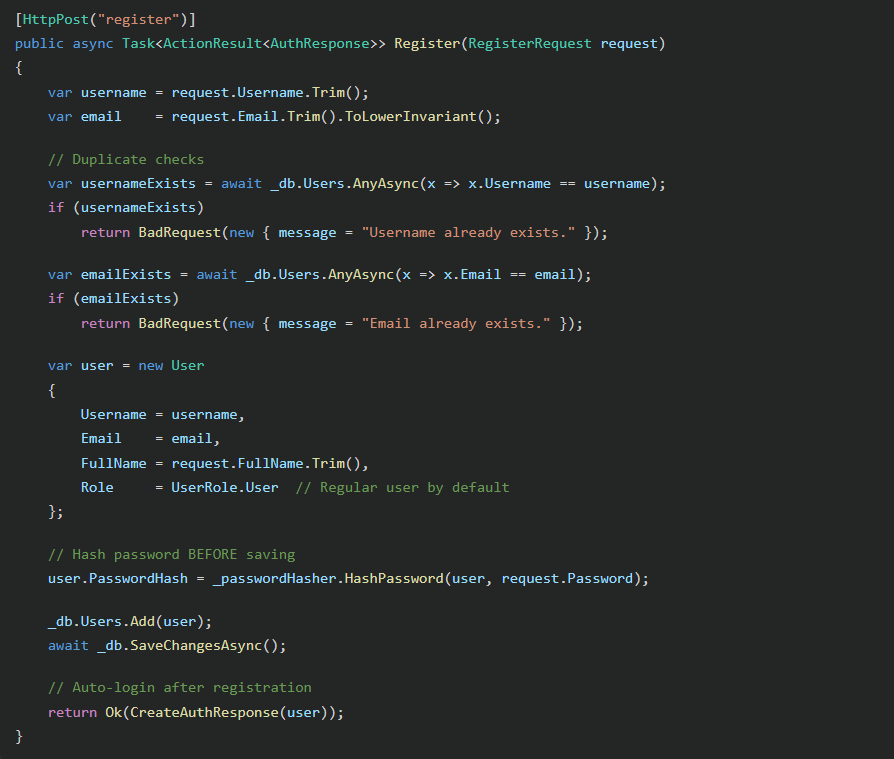 [HttpPost("register")]
public async Task<ActionResult<AuthResponse>> Register(RegisterRequest request)
{
    var username = request.Username.Trim();
    var email    = request.Email.Trim().ToLowerInvariant();

    // Duplicate checks
    var usernameExists = await _db.Users.AnyAsync(x => x.Username == username);
    if (usernameExists)
        return BadRequest(new { message = "Username already exists." });

    var emailExists = await _db.Users.AnyAsync(x => x.Email == email);
    if (emailExists)
        return BadRequest(new { message = "Email already exists." });

    var user = new User
    {
        Username = username,
        Email    = email,
        FullName = request.FullName.Trim(),
        Role     = UserRole.User  // Regular user by default
    };

    // Hash password BEFORE saving
    user.PasswordHash = _passwordHasher.HashPassword(user, request.Password);

    _db.Users.Add(user);
    await _db.SaveChangesAsync();

    // Auto-login after registration
    return Ok(CreateAuthResponse(user));
}